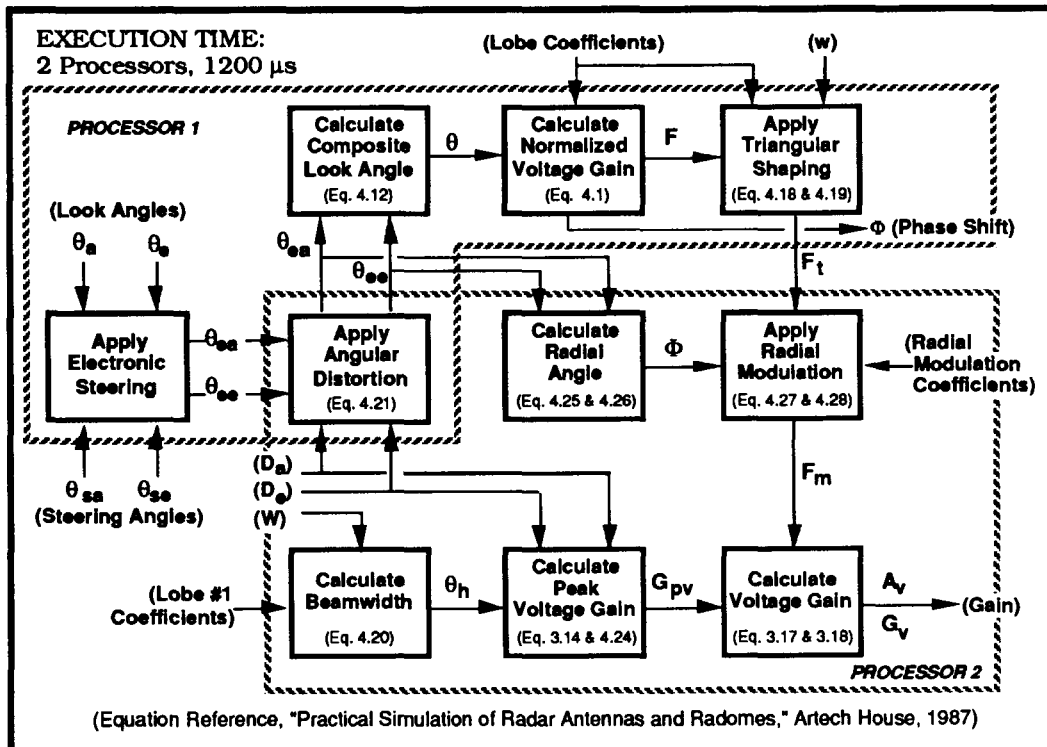 EXECUTION TIME:
2 Processors, 1200 µs
(Lobe Coefficients)
(w)
PROCESSOR 1
Calculate
Composite
Look Angle
(Eq. 4.12)
θ
Calculate
Normalized
Voltage Gain
(Eq. 4.1)
F
Apply
Triangular
Shaping
(Eq. 4.18 & 4.19)
Φ (Phase Shift)
(Look Angles)
θa
θe
θea
θee
Ft
Apply
Electronic
Steering
θea
θee
Apply
Angular
Distortion
(Eq. 4.21)
Calculate
Radial
Angle
(Eq. 4.25 & 4.26)
Φ
Apply
Radial
Modulation
(Eq. 4.27 & 4.28)
(Radial
Modulation
Coefficients)
θsa
θse
(Steering Angles)
(Da)
(De)
(W)
Fm
(Lobe #1
Coefficients)
Calculate
Beamwidth
(Eq. 4.20)
θh
Calculate
Peak
Voltage Gain
(Eq. 3.14 & 4.24)
Gpv
Calculate
Voltage Gain
(Eq. 3.17 & 3.18)
Av
Gv
(Gain)
PROCESSOR 2
(Equation Reference, "Practical Simulation of Radar Antennas and Radomes," Artech House, 1987)